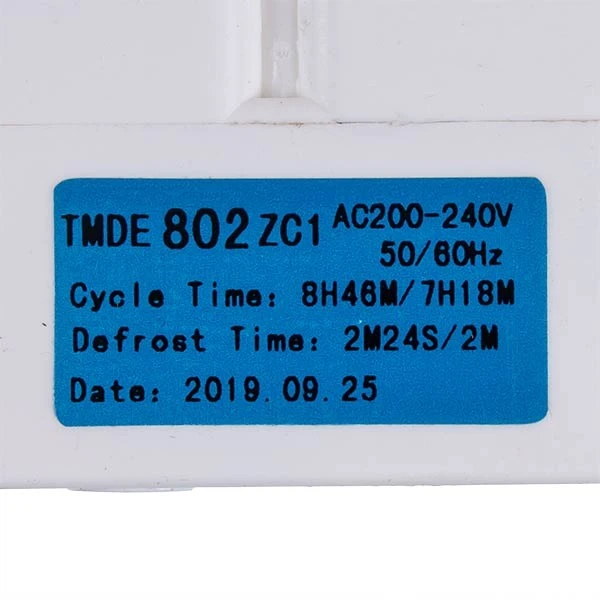 TMDE 802 ZC1 AC200-240V
50/60Hz
Cycle Time: 8H46M/7H18M
Defrost Time: 2M24S/2M
Date: 2019.09.25